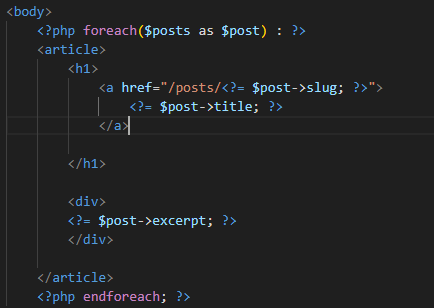 <body>
<?php foreach($posts as $post) : ?>
<article>
<h1>
<a href="/posts/<?= $post->slug; ?>">
<?= $post->title; ?>
</a>
</h1>
<div>
<?= $post->excerpt; ?>
</div>
</article>
<?php endforeach; ?>